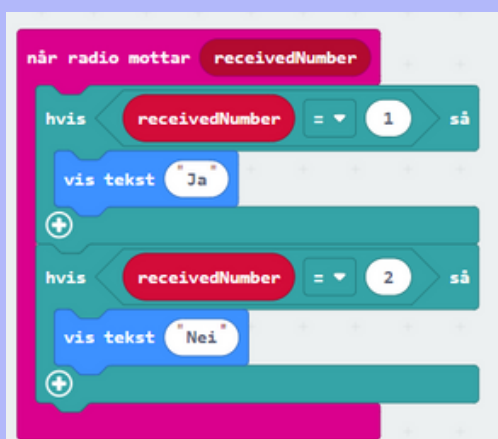 når radio mottar receivedNumber
hvis receivedNumber = 1 så
vis tekst "Ja"
hvis receivedNumber = 2 så
vis tekst "Nei"